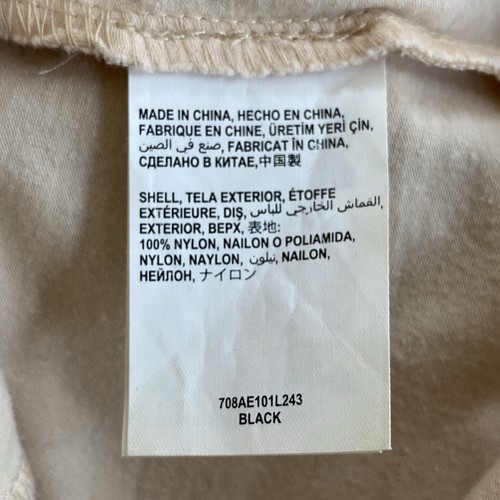 MADE IN CHINA, HECHO EN CHINA,
FABRIQUE EN CHINE, ÜRETİM YERİ ÇİN,
صنع في الصين, FABRICAT ÎN CHINA,
СДЕЛАНО В КИТАЕ,中国製
SHELL, TELA EXTERIOR, ÉTOFFE
EXTÉRIEURE, DIŞ, القماش الخارجي للباس,
EXTERIOR, ВЕРХ, 表地:
100% NYLON, NAILON O POLIAMIDA,
NYLON, NAYLON, نيلون, NAILON,
НЕЙЛОН, ナイロン
708AE101L243
BLACK